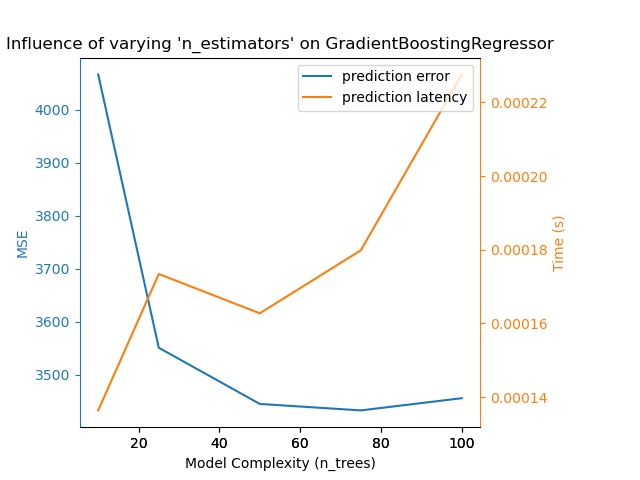 Influence of varying 'n_estimators' on GradientBoostingRegressor
prediction error
prediction latency
4000
3900
3800
3700
3600
3500
MSE
0.00022
0.00020
0.00018
0.00016
0.00014
Time (s)
20
40
60
80
100
Model Complexity (n_trees)